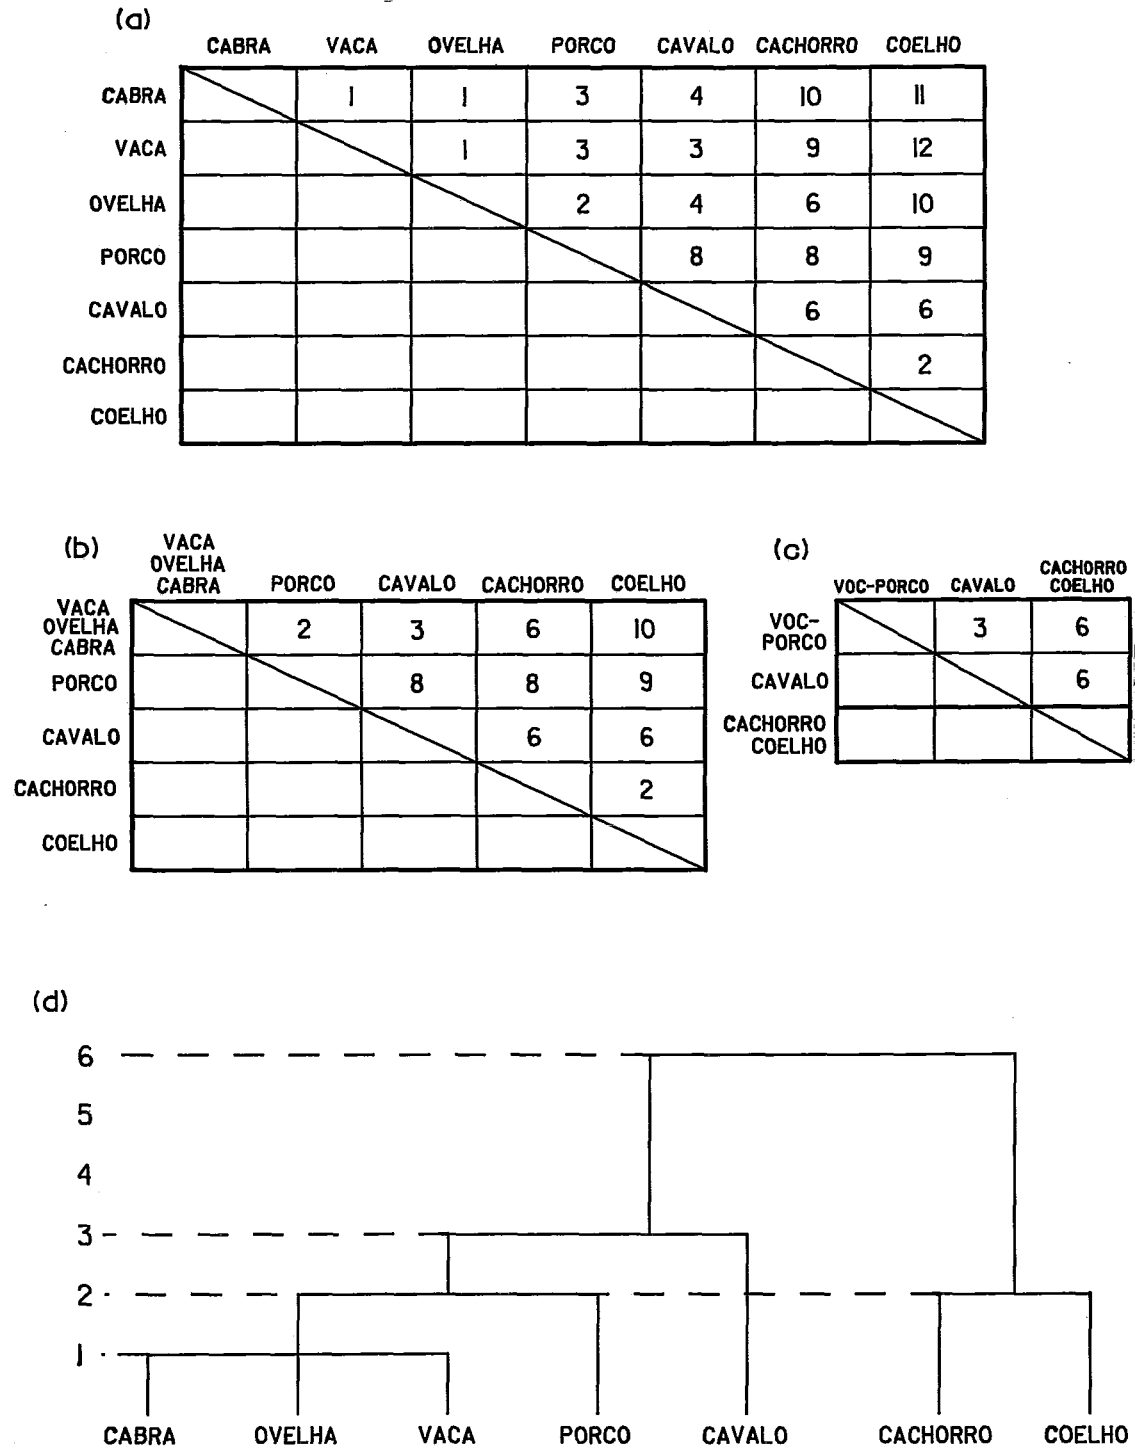 (a)
CABRA VACA OVELHA PORCO CAVALO CACHORRO COELHO
CABRA 1 1 3 4 10 11
VACA 1 3 3 9 12
OVELHA 2 4 6 10
PORCO 8 8 9
CAVALO 6 6
CACHORRO 2
COELHO
(b)
VACA
OVELHA
CABRA PORCO CAVALO CACHORRO COELHO
VACA
OVELHA 2 3 6 10
CABRA
PORCO 8 8 9
CAVALO 6 6
CACHORRO 2
COELHO
(c)
CACHORRO
VOC-PORCO CAVALO COELHO
VOC- 3 6
PORCO
CAVALO 6
CACHORRO
COELHO
(d)
6
5
4
3
2
1
CABRA OVELHA VACA PORCO CAVALO CACHORRO COELHO